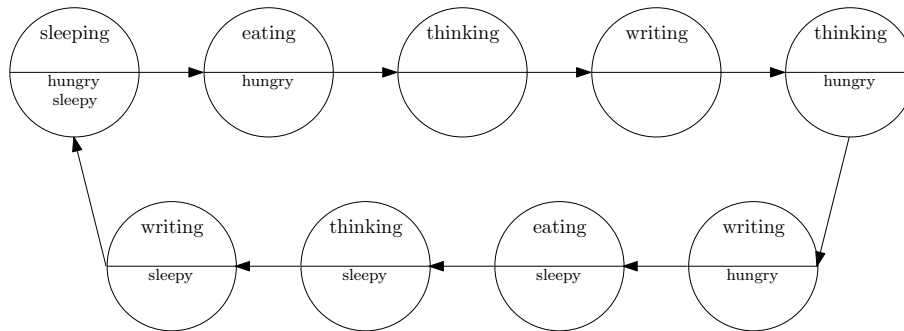 sleeping
hungry
sleepy
eating
hungry
thinking
writing
thinking
hungry
writing
sleepy
thinking
sleepy
eating
sleepy
writing
hungry